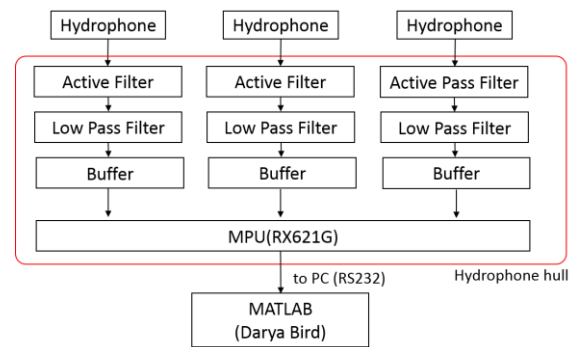 Hydrophone Hydrophone Hydrophone
Active Filter Active Filter Active Pass Filter
Low Pass Filter Low Pass Filter Low Pass Filter
Buffer Buffer Buffer
MPU(RX621G)
to PC (RS232)
Hydrophone hull
MATLAB
(Darya Bird)